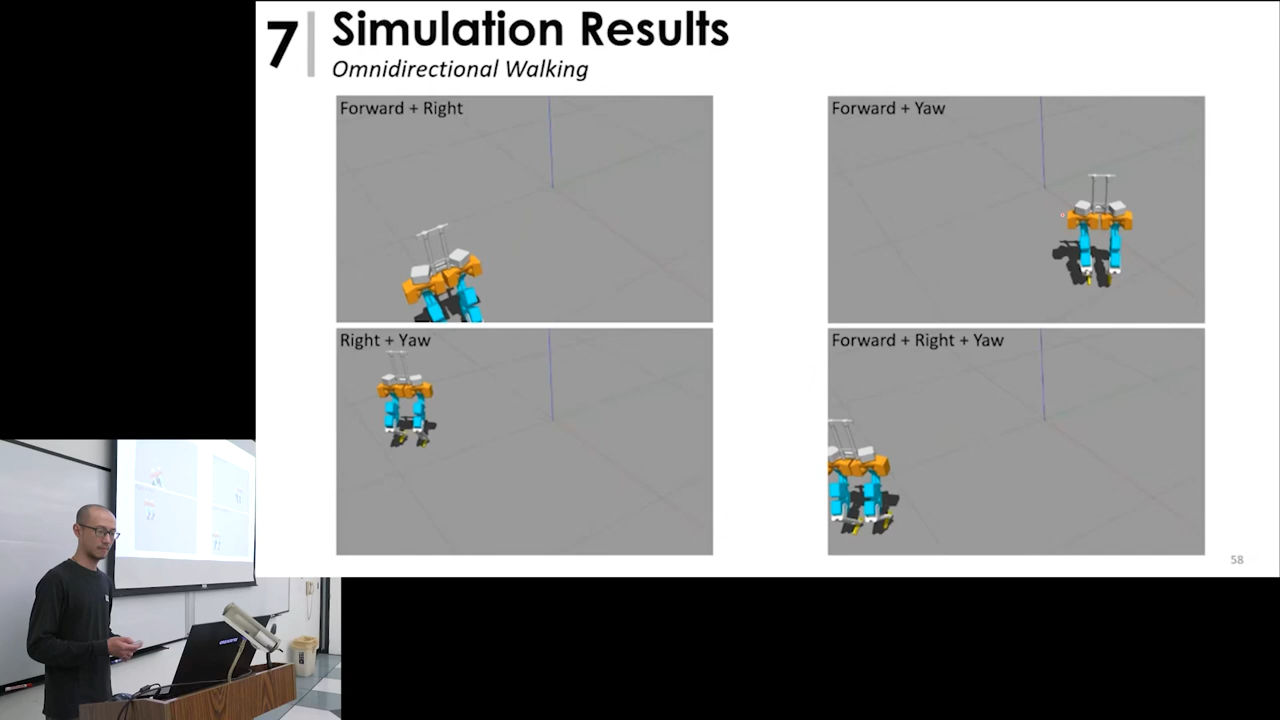 7
Simulation Results
Omnidirectional Walking
Forward + Right
Forward + Yaw
Right + Yaw
Forward + Right + Yaw
58